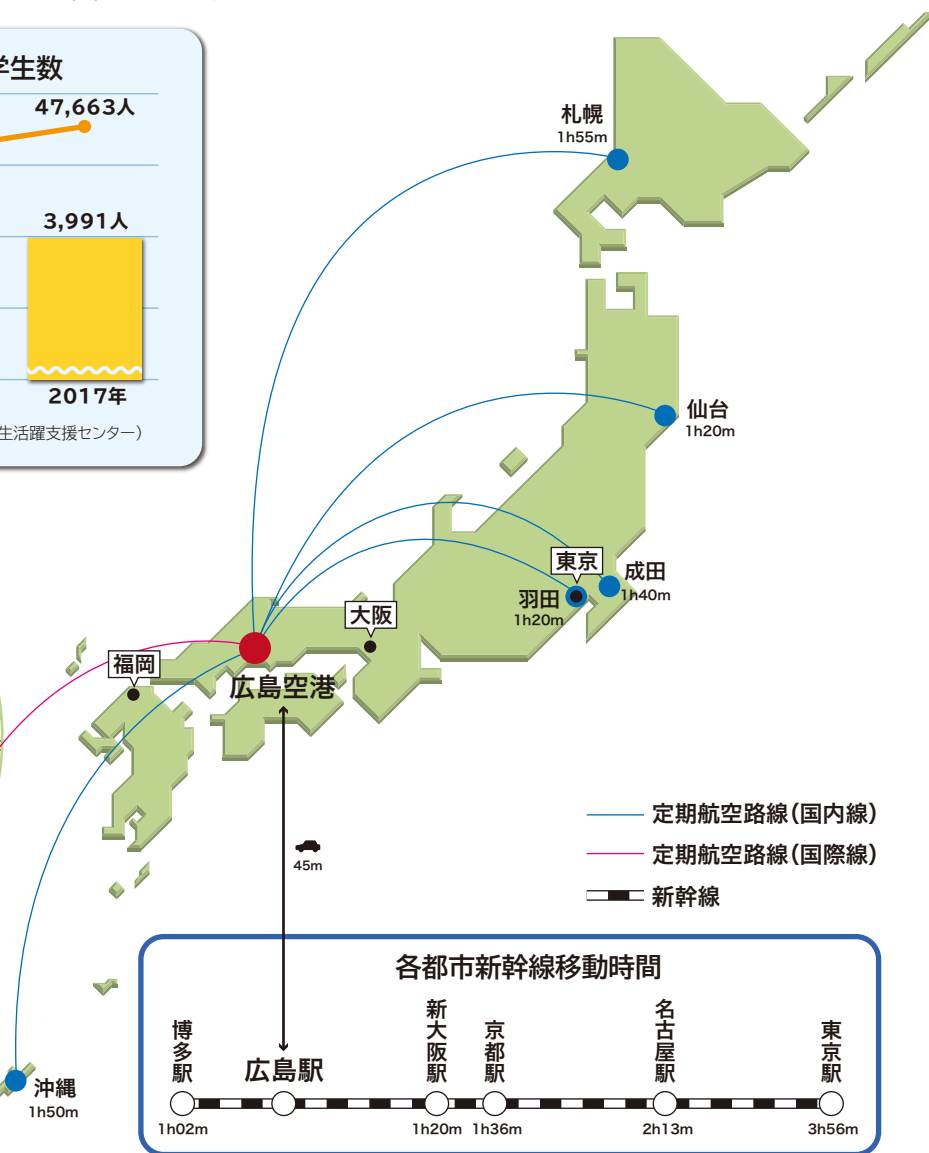 学生数
47,663人
3,991人
2017年
生活躍支援センター）
札幌
1h55m
仙台
1h20m
東京
成田
1h40m
羽田
1h20m
大阪
福岡
広島空港
45m
定期航空路線（国内線）
定期航空路線（国際線）
新幹線
沖縄
1h50m
各都市新幹線移動時間
博多駅
広島駅
新大阪駅
京都駅
名古屋駅
東京駅
1h02m
1h20m
1h36m
2h13m
3h56m